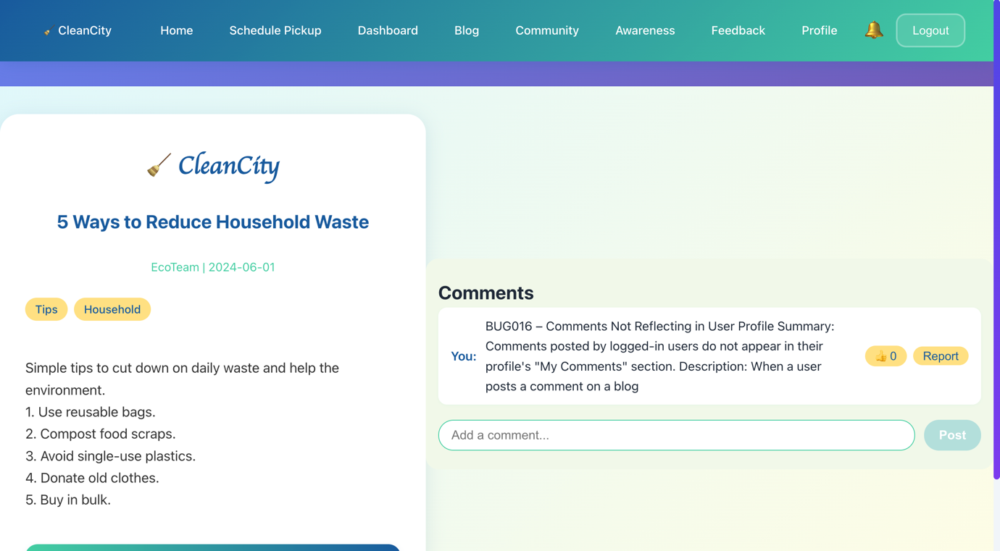 CleanCity
Home
Schedule Pickup
Dashboard
Blog
Community
Awareness
Feedback
Profile
Logout
CleanCity
5 Ways to Reduce Household Waste
EcoTeam | 2024-06-01
Tips
Household
Simple tips to cut down on daily waste and help the
environment.
1. Use reusable bags.
2. Compost food scraps.
3. Avoid single-use plastics.
4. Donate old clothes.
5. Buy in bulk.
Comments
You:
BUG016 – Comments Not Reflecting in User Profile Summary:
Comments posted by logged-in users do not appear in their
profile's "My Comments" section. Description: When a user
posts a comment on a blog
👍 0
Report
Add a comment...
Post